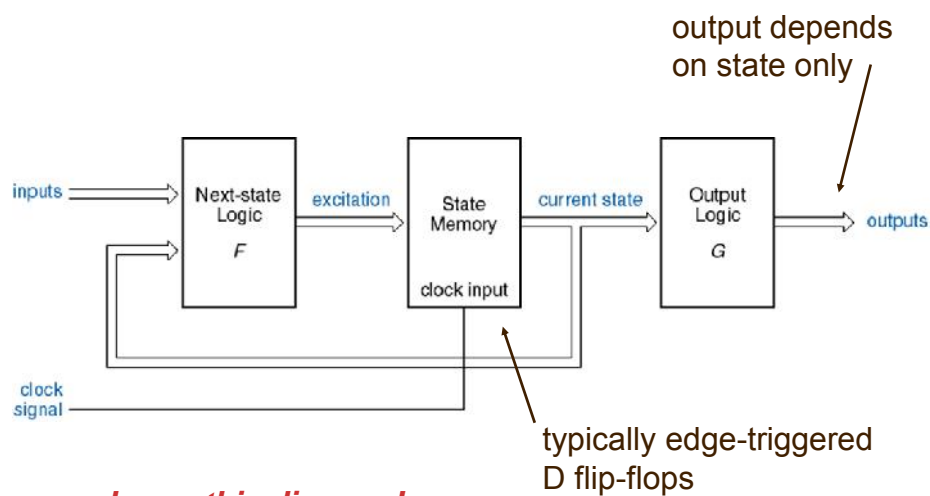 output depends
on state only
inputs
Next-state
Logic
F
excitation
State
Memory
clock input
current state
Output
Logic
G
outputs
clock
signal
typically edge-triggered
D flip-flops